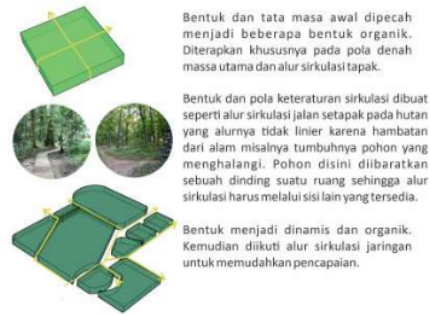 Bentuk dan tata masa awal dipecah
menjadi beberapa bentuk organik.
Diterapkan khususnya pada pola denah
massa utama dan alur sirkulasi tapak.
Bentuk dan pola keteraturan sirkulasi dibuat
seperti alur sirkulasi jalan setapak pada hutan
yang alurnya tidak linier karena hambatan
dari alam misalnya tumbuhnya pohon yang
menghalangi. Pohon disini diibaratkan
sebuah dinding suatu ruang sehingga alur
sirkulasi harus melalui sisi lain yang tersedia.
Bentuk menjadi dinamis dan organik.
Kemudian diikuti alur sirkulasi jaringan
untuk memudahkan pencapaian.